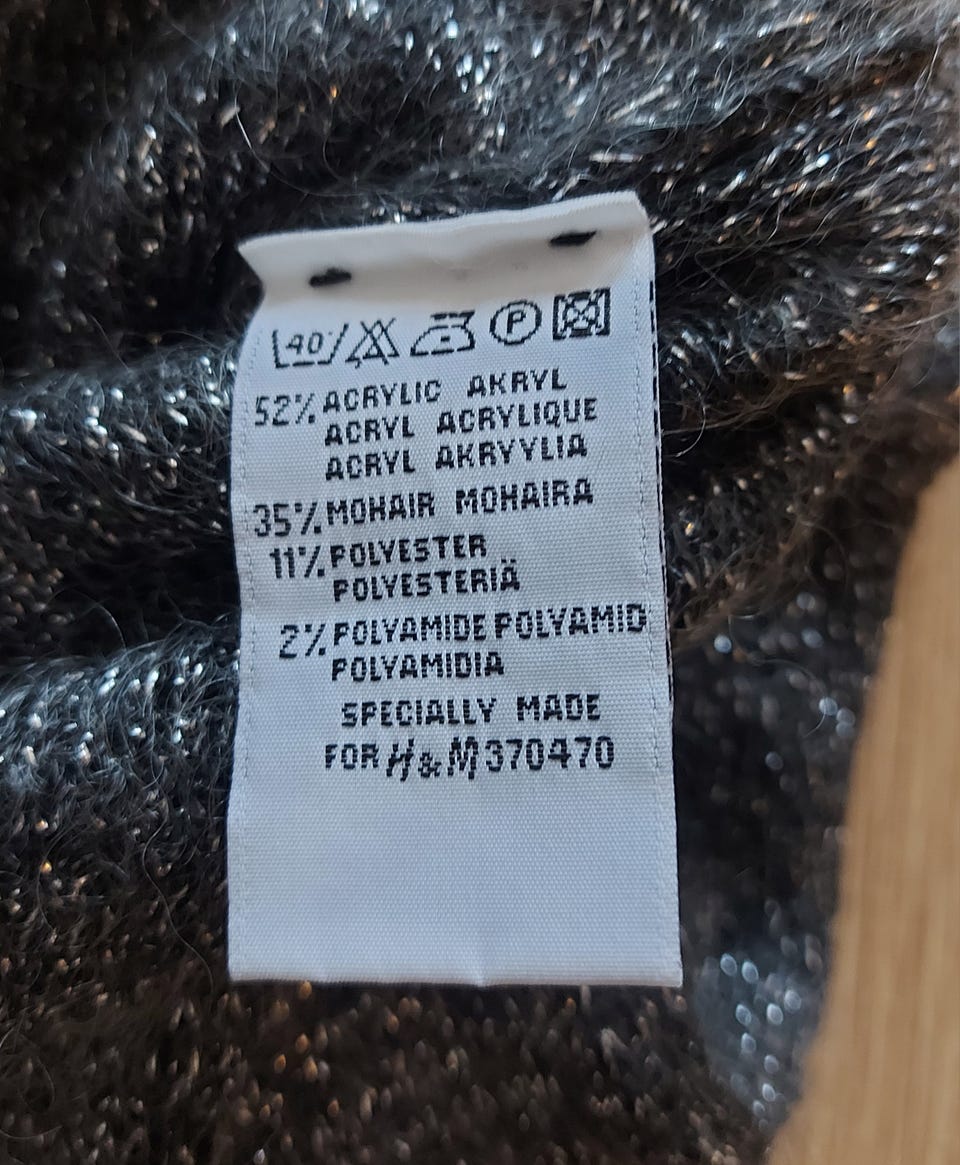 40 P
52% ACRYLIC AKRYL
ACRYL ACRYLIQUE
ACRYL AKRYYLIA
35% MOHAIR MOHAIRA
11% POLYESTER
POLYESTERIÄ
2% POLYAMIDE POLYAMID
POLYAMIDIA
SPECIALLY MADE
FOR H&M 370470